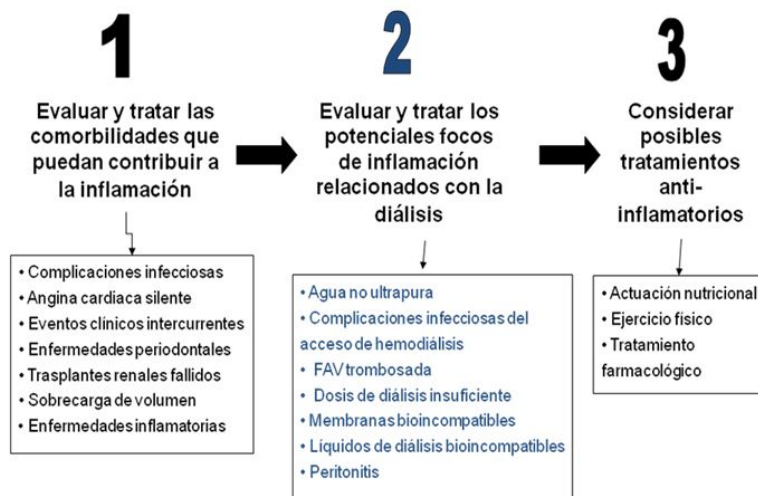 1
Evaluar y tratar las
comorbilidades que
puedan contribuir a
la inflamación
• Complicaciones infecciosas
• Angina cardiaca silente
• Eventos clínicos intercurrentes
• Enfermedades periodontales
• Trasplantes renales fallidos
• Sobrecarga de volumen
• Enfermedades inflamatorias
2
Evaluar y tratar los
potenciales focos
de inflamación
relacionados con la
diálisis
• Agua no ultrapura
• Complicaciones infecciosas del
acceso de hemodiálisis
• FAV trombosada
• Dosis de diálisis insuficiente
• Membranas bioincompatibles
• Líquidos de diálisis bioincompatibles
• Peritonitis
3
Considerar
posibles
tratamientos
anti-
inflamatorios
• Actuación nutricional
• Ejercicio físico
• Tratamiento
farmacológico